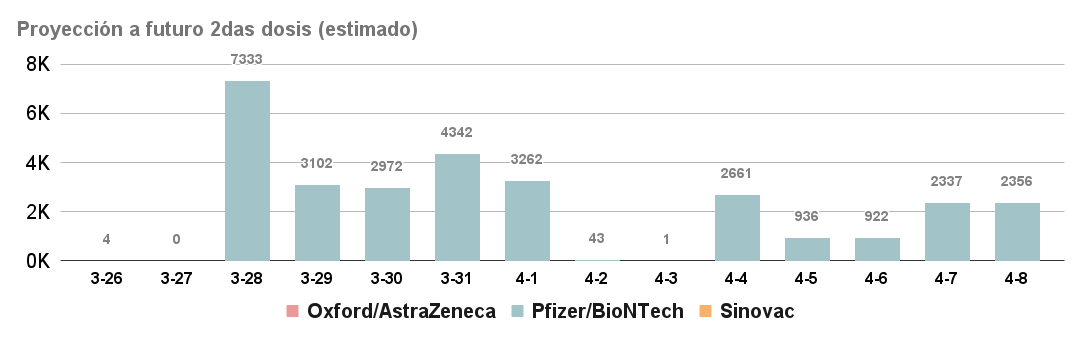 Proyección a futuro 2das dosis (estimado)
8K
6K
4K
2K
0K
4
0
7333
3102
2972
4342
3262
43
1
2661
936
922
2337
2356
3-26 3-27 3-28 3-29 3-30 3-31 4-1 4-2 4-3 4-4 4-5 4-6 4-7 4-8
Oxford/AstraZeneca Pfizer/BioNTech Sinovac